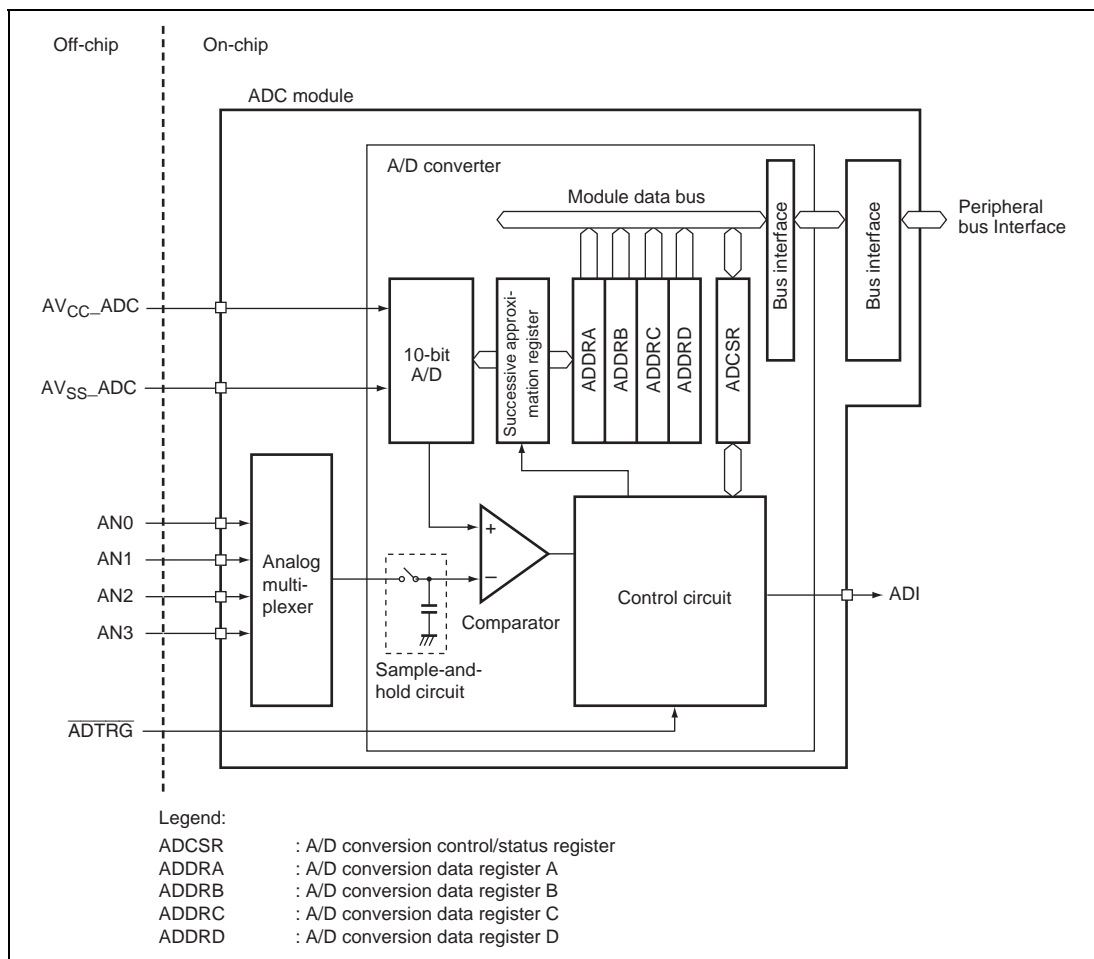 Off-chip
On-chip
ADC module
A/D converter
Module data bus
Bus interface
Bus interface
Peripheral
bus Interface
AVCC_ADC
AVSS_ADC
10-bit
A/D
Successive approxi-
mation register
ADDRA
ADDRB
ADDRC
ADDRD
ADCSR
AN0
AN1
AN2
AN3
Analog
multi-
plexer
+
−
Comparator
Sample-and-
hold circuit
Control circuit
ADI
ADTRG
Legend:
ADCSR : A/D conversion control/status register
ADDRA : A/D conversion data register A
ADDRB : A/D conversion data register B
ADDRC : A/D conversion data register C
ADDRD : A/D conversion data register D